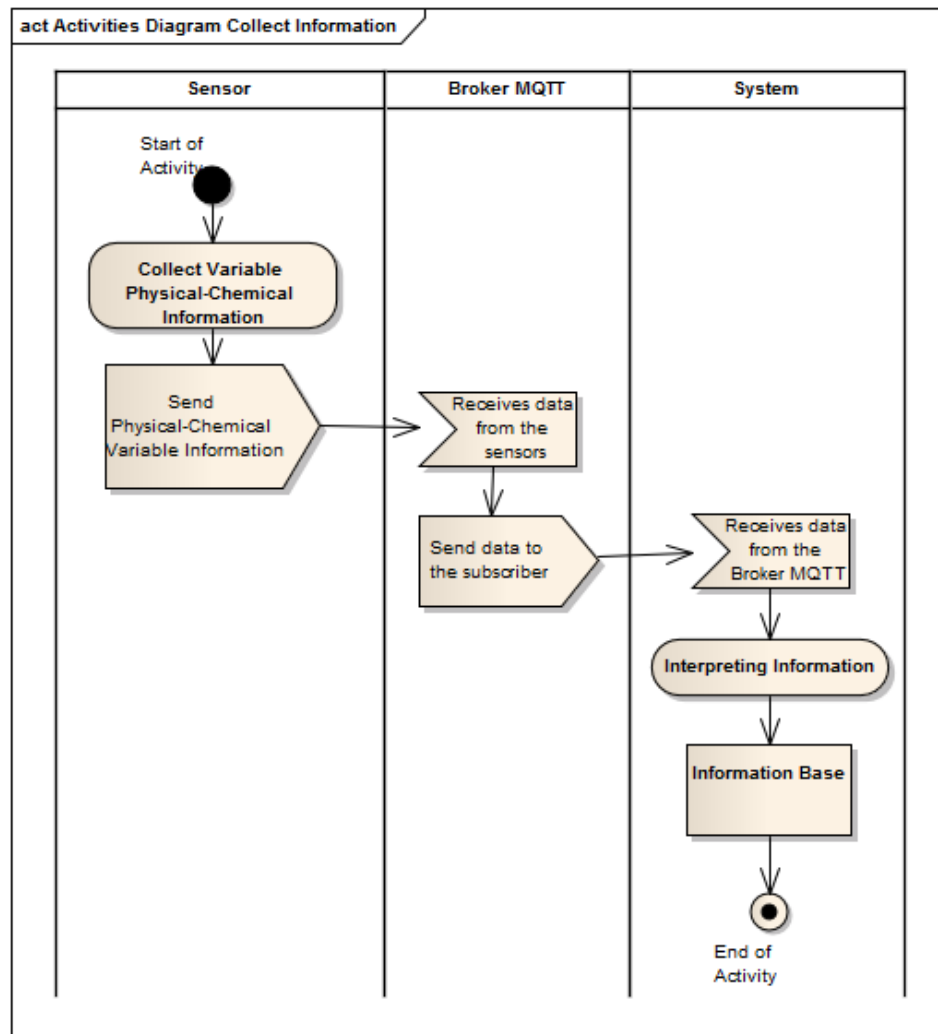 act Activities Diagram Collect Information
Sensor
Broker MQTT
System
Start of
Activity
Collect Variable
Physical-Chemical
Information
Send
Physical-Chemical
Variable Information
Receives data
from the
sensors
Send data to
the subscriber
Receives data
from the
Broker MQTT
Interpreting Information
Information Base
End of
Activity